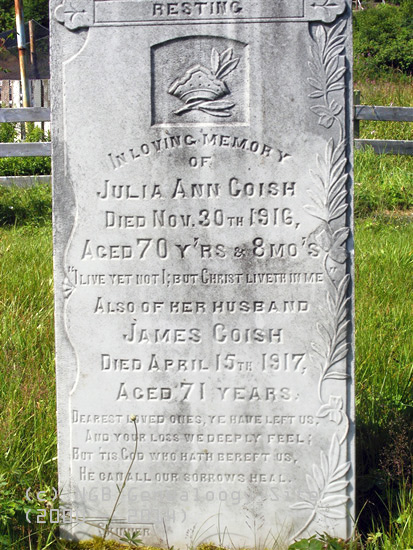 RESTING
IN LOVING MEMORY
OF
JULIA ANN COISH
DIED NOV. 30TH 1916,
AGED 70 Y'RS & 8 MO'S.
"I LIVE YET NOT I; BUT CHRIST LIVETH IN ME
ALSO OF HER HUSBAND
JAMES COISH
DIED APRIL 15TH 1917,
AGED 71 YEARS.
DEAREST LOVED ONES, YE HAVE LEFT US,
AND YOUR LOSS WE DEEPLY FEEL;
BUT TIS GOD WHO HATH BEREFT US,
HE CAN ALL OUR SORROWS HEAL.
(c) NGB Genealogy Site